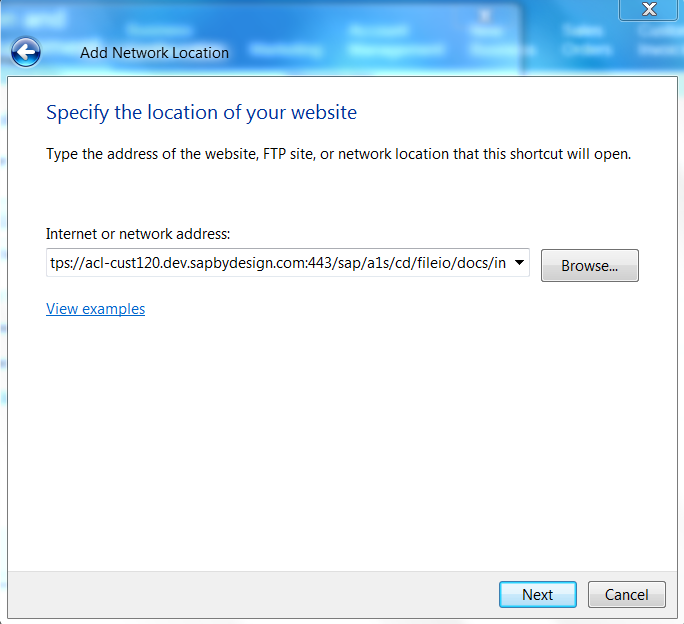 Add Network Location
Specify the location of your website
Type the address of the website, FTP site, or network location that this shortcut will open.
Internet or network address:
tps://acl-cust120.dev.sapbydesign.com:443/sap/a1s/cd/fileio/docs/in
Browse...
View examples
Next
Cancel